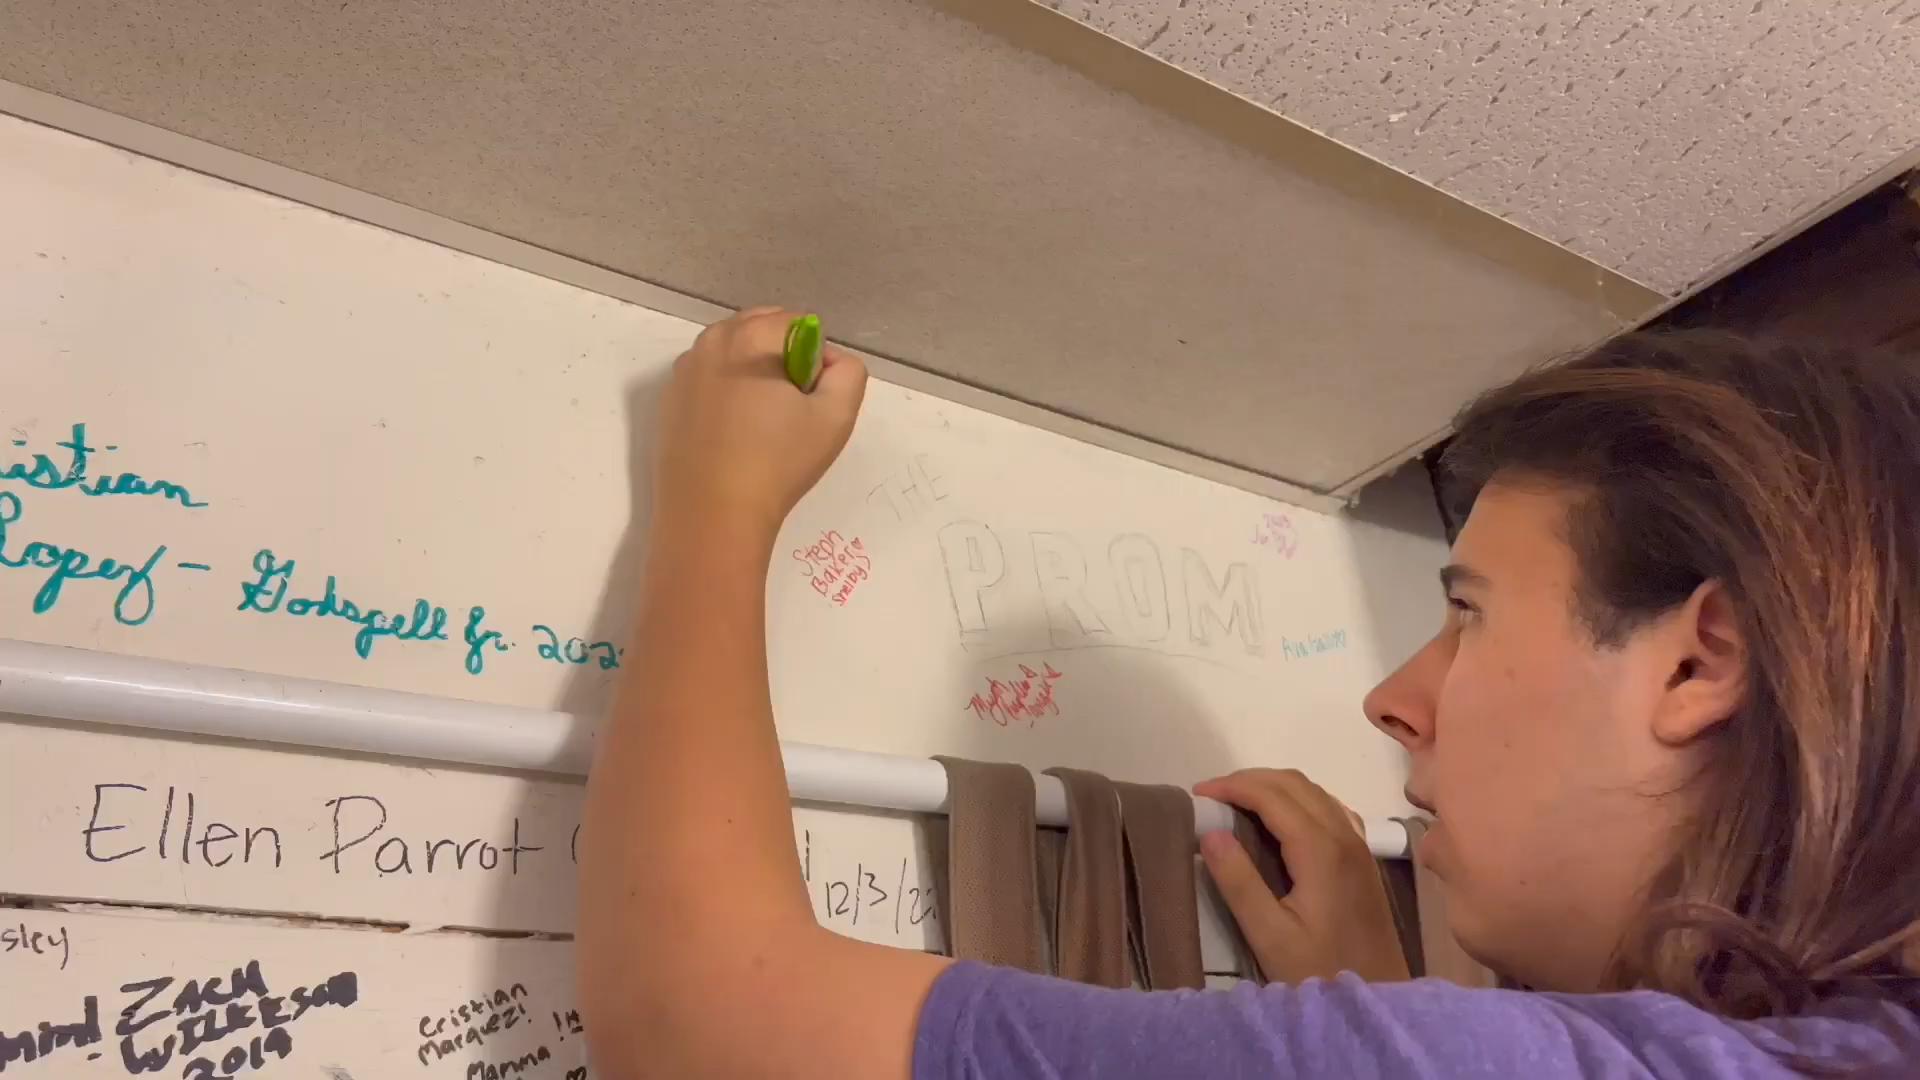 istian
Lopez - Godspell Jr. 202
THE
PROM
Steph
Baker
Shelby
Ellen Parrot
12/3/2
sley
ZACH
WILKESON
2019
Cristian
Marquez!
Mamma